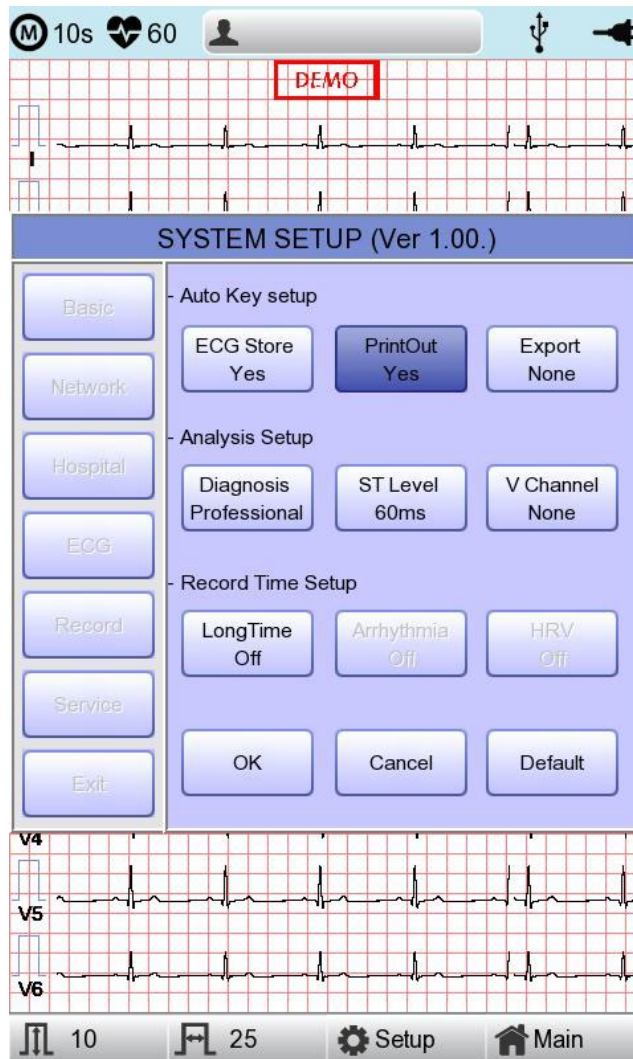 M 10s 60
DEMO
I
SYSTEM SETUP (Ver 1.00.)
Basic
Network
Hospital
ECG
Record
Service
Exit
- Auto Key setup
ECG Store
Yes
PrintOut
Yes
Export
None
- Analysis Setup
Diagnosis
Professional
ST Level
60ms
V Channel
None
- Record Time Setup
LongTime
Off
Arrhythmia
Off
HRV
Off
OK
Cancel
Default
V4
V5
V6
10
25
Setup
Main